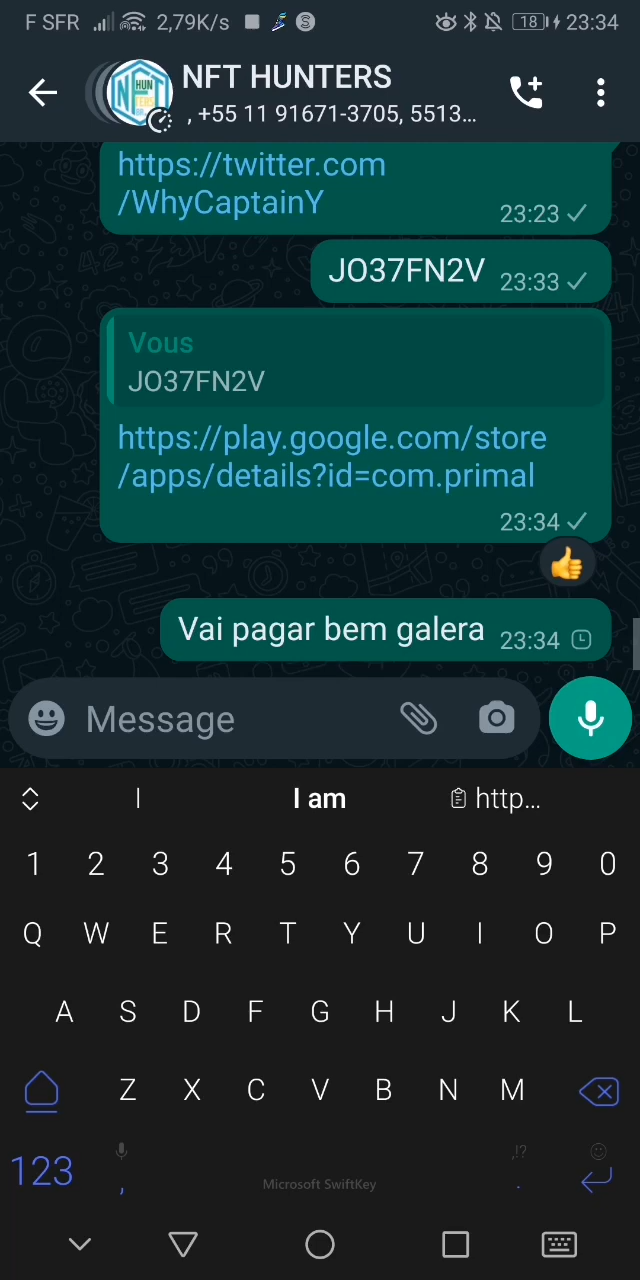 F SFR 2,79K/s 18 23:34
NFT HUNTERS
, +55 11 91671-3705, 5513...
https://twitter.com
/WhyCaptainY
23:23
JO37FN2V 23:33
Vous
JO37FN2V
https://play.google.com/store
/apps/details?id=com.primal
23:34
Vai pagar bem galera 23:34
Message
I I am http...
1 2 3 4 5 6 7 8 9 0
Q W E R T Y U I O P
A S D F G H J K L
Z X C V B N M
123 , Microsoft SwiftKey ,!? .